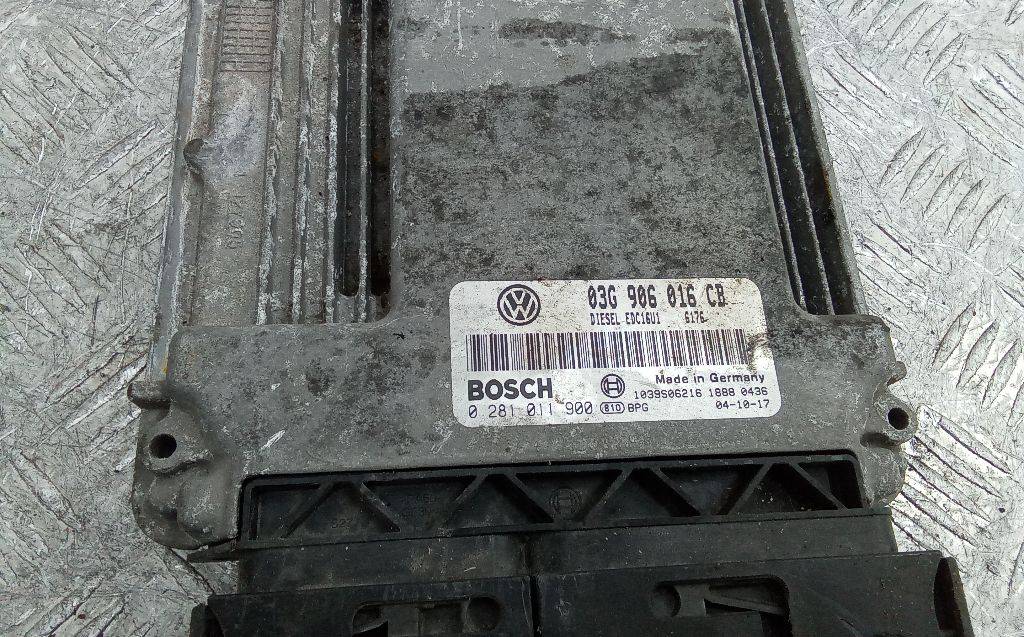 03G 906 016 CB
DIESEL EDC16U1 6176
BOSCH
Made in Germany
1039S06216 1888 0436
0 281 011 900 810 BPG 04-10-17